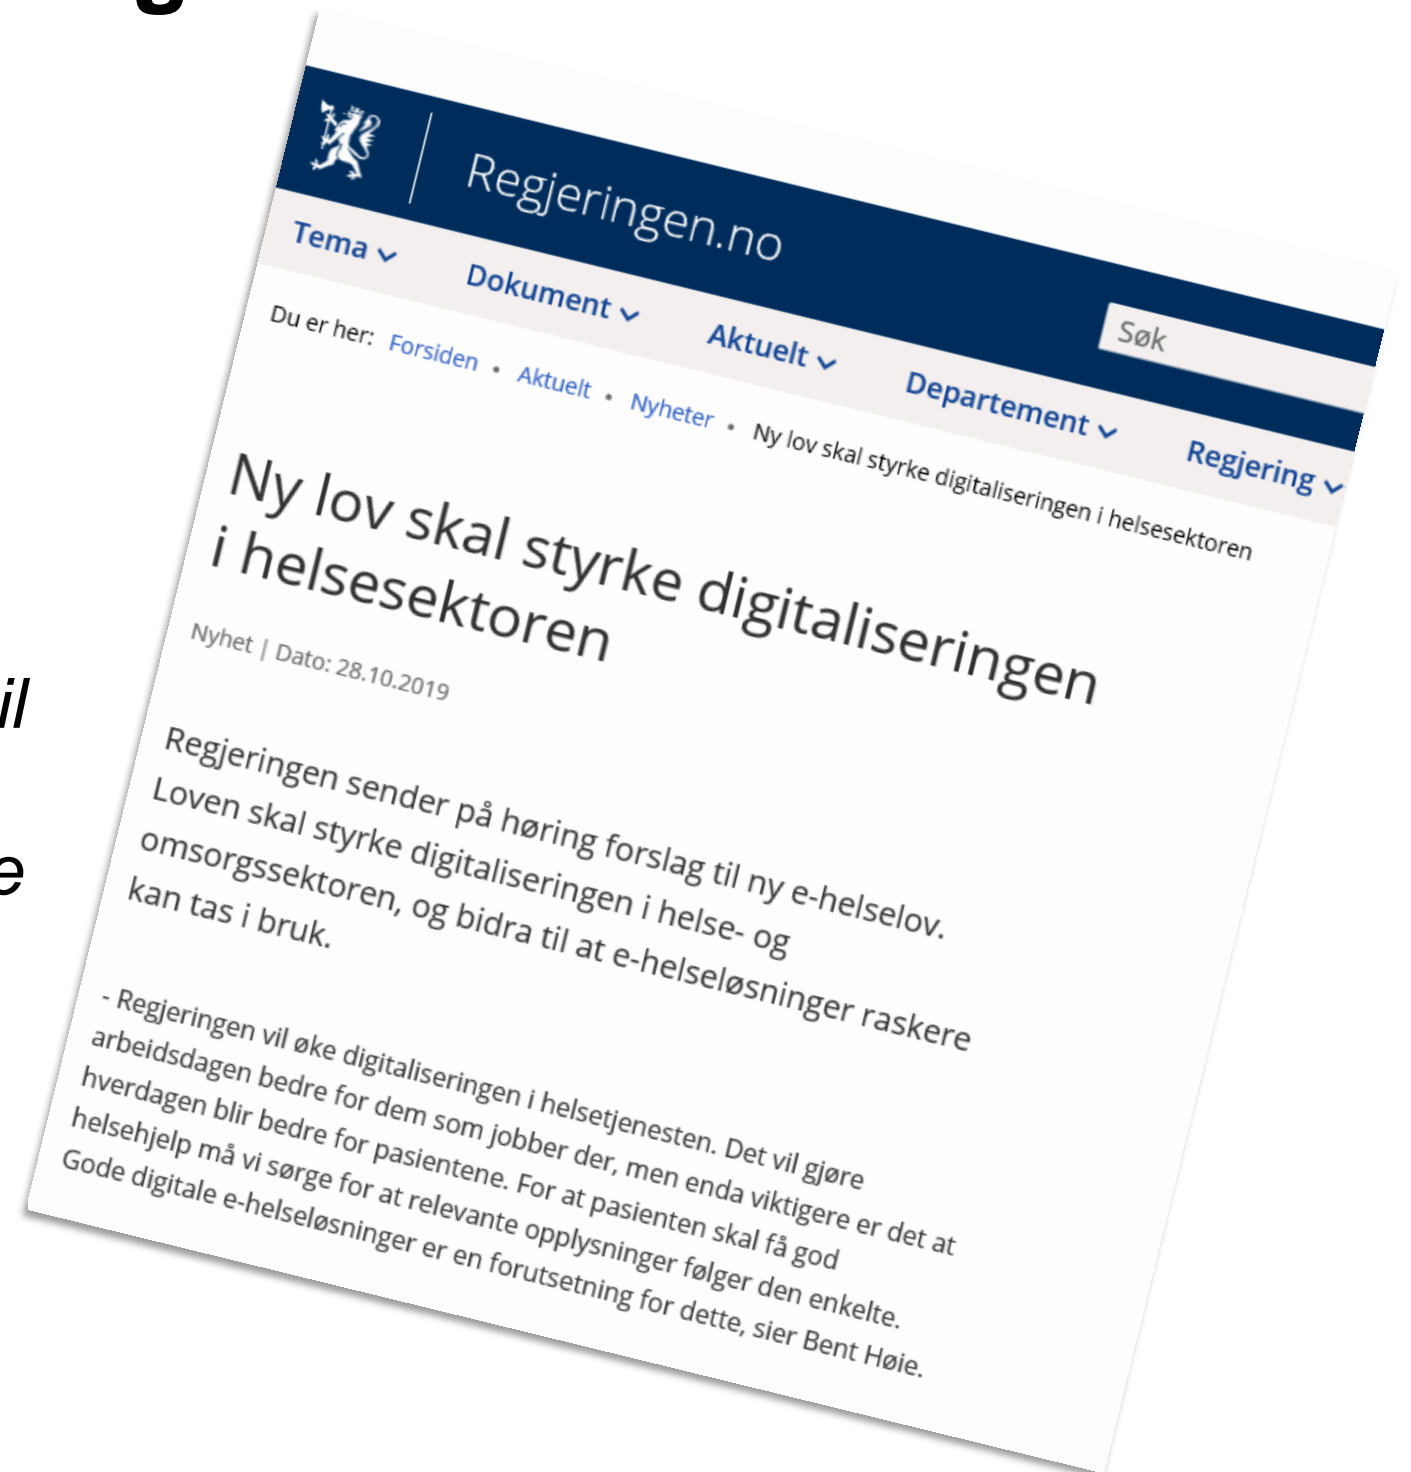 g
Regjeringen.no
Søk
Tema
Dokument
Aktuelt
Departement
Regjering
Du er her: Forsiden • Aktuelt • Nyheter • Ny lov skal styrke digitaliseringen i helsesektoren
Ny lov skal styrke digitaliseringen
i helsesektoren
Nyhet | Dato: 28.10.2019
il
Regjeringen sender på høring forslag til ny e-helselov.
Loven skal styrke digitaliseringen i helse- og
e
omsorgssektoren, og bidra til at e-helseløsninger raskere
kan tas i bruk.
- Regjeringen vil øke digitaliseringen i helsetjenesten. Det vil gjøre
arbeidsdagen bedre for dem som jobber der, men enda viktigere er det at
hverdagen blir bedre for pasientene. For at pasienten skal få god
helsehjelp må vi sørge for at relevante opplysninger følger den enkelte.
Gode digitale e-helseløsninger er en forutsetning for dette, sier Bent Høie.